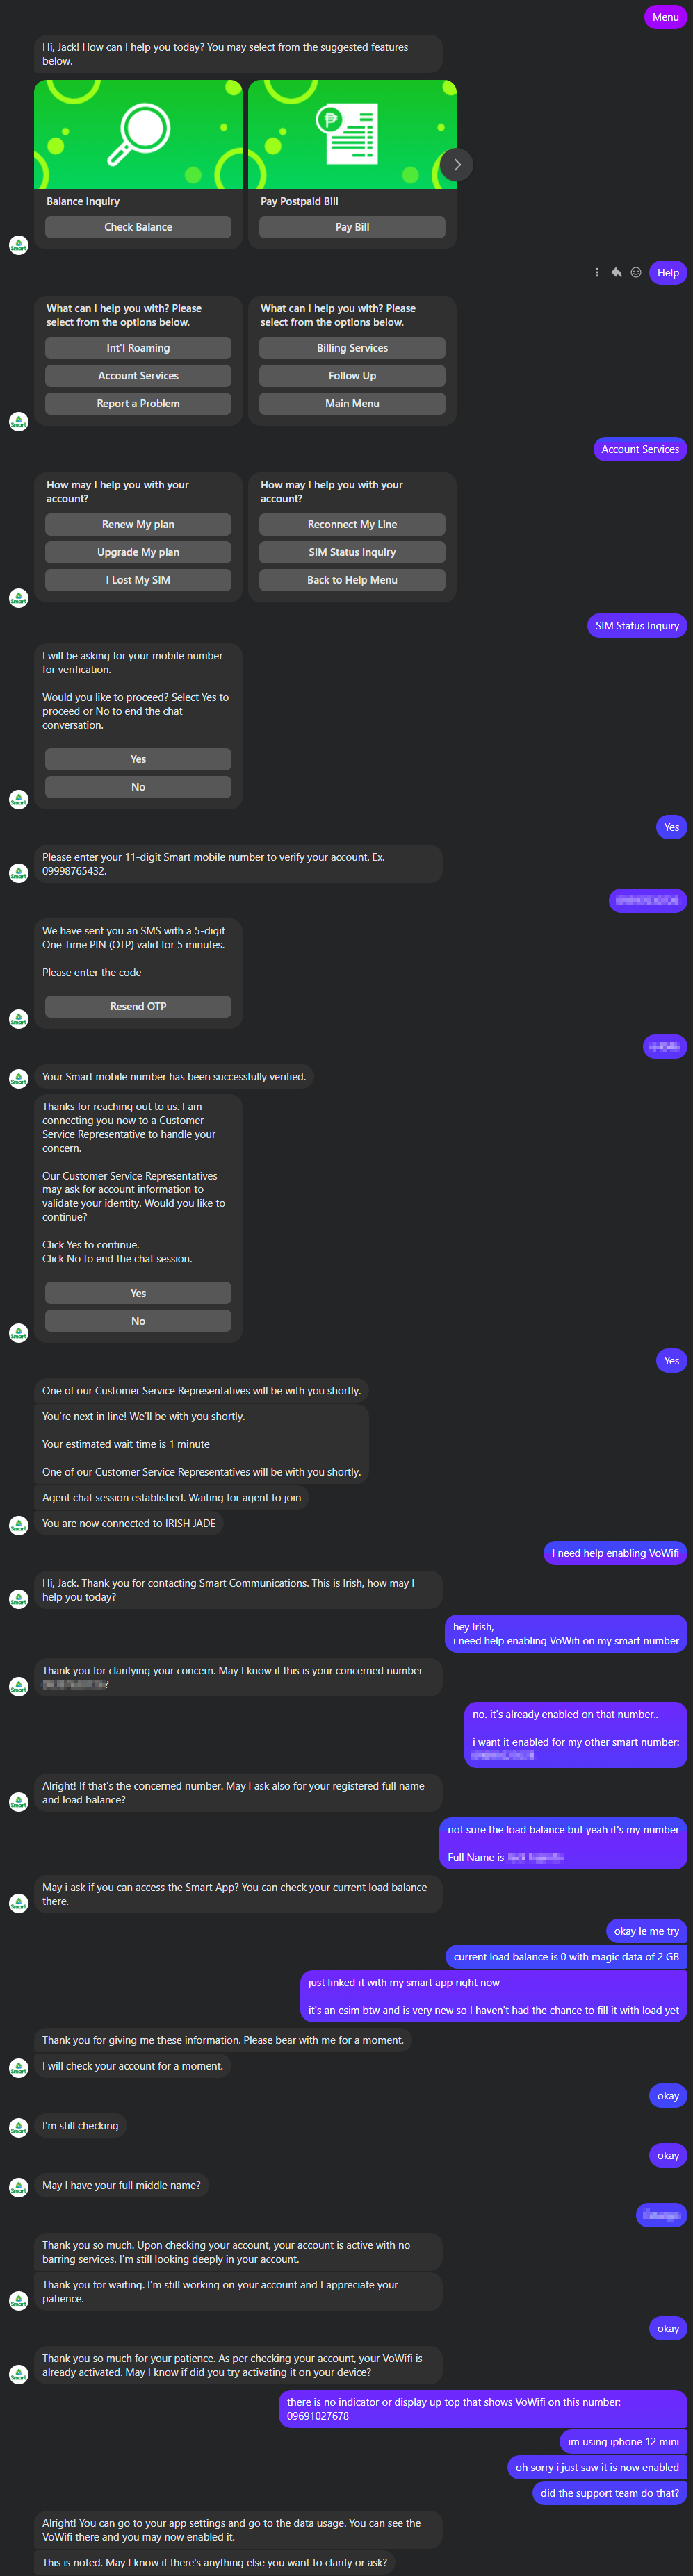 Menu
Hi, Jack! How can I help you today? You may select from the suggested features
below.
Balance Inquiry
Check Balance
Pay Postpaid Bill
Pay Bill
Smart
Help
What can I help you with? Please
select from the options below.
Int'l Roaming
Account Services
Report a Problem
What can I help you with? Please
select from the options below.
Billing Services
Follow Up
Main Menu
Smart
Account Services
How may I help you with your
account?
Renew My plan
Upgrade My plan
I Lost My SIM
How may I help you with your
account?
Reconnect My Line
SIM Status Inquiry
Back to Help Menu
Smart
SIM Status Inquiry
I will be asking for your mobile number
for verification.
Would you like to proceed? Select Yes to
proceed or No to end the chat
conversation.
Yes
No
Smart
Yes
Please enter your 11-digit Smart mobile number to verify your account. Ex.
09998765432.
Smart
We have sent you an SMS with a 5-digit
One Time PIN (OTP) valid for 5 minutes.
Please enter the code
Resend OTP
Smart
Your Smart mobile number has been successfully verified.
Smart
Thanks for reaching out to us. I am
connecting you now to a Customer
Service Representative to handle your
concern.
Our Customer Service Representatives
may ask for account information to
validate your identity. Would you like to
continue?
Click Yes to continue.
Click No to end the chat session.
Yes
No
Smart
Yes
One of our Customer Service Representatives will be with you shortly.
You're next in line! We'll be with you shortly.
Your estimated wait time is 1 minute
One of our Customer Service Representatives will be with you shortly.
Agent chat session established. Waiting for agent to join
You are now connected to IRISH JADE
Smart
I need help enabling VoWifi
Hi, Jack. Thank you for contacting Smart Communications. This is Irish, how may I
help you today?
Smart
hey Irish,
i need help enabling VoWifi on my smart number
Thank you for clarifying your concern. May I know if this is your concerned number
?
Smart
no. it's already enabled on that number..
i want it enabled for my other smart number:
Alright! If that's the concerned number. May I ask also for your registered full name
and load balance?
Smart
not sure the load balance but yeah it's my number
Full Name is
May i ask if you can access the Smart App? You can check your current load balance
there.
Smart
okay le me try
current load balance is 0 with magic data of 2 GB
just linked it with my smart app right now
it's an esim btw and is very new so I haven't had the chance to fill it with load yet
Thank you for giving me these information. Please bear with me for a moment.
I will check your account for a moment.
Smart
okay
I'm still checking
Smart
okay
May I have your full middle name?
Smart
Thank you so much. Upon checking your account, your account is active with no
barring services. I'm still looking deeply in your account.
Thank you for waiting. I'm still working on your account and I appreciate your
patience.
Smart
okay
Thank you so much for your patience. As per checking your account, your VoWifi is
already activated. May I know if did you try activating it on your device?
Smart
there is no indicator or display up top that shows VoWifi on this number:
09691027678
im using iphone 12 mini
oh sorry i just saw it is now enabled
did the support team do that?
Alright! You can go to your app settings and go to the data usage. You can see the
VoWifi there and you may now enabled it.
This is noted. May I know if there's anything else you want to clarify or ask?
Smart